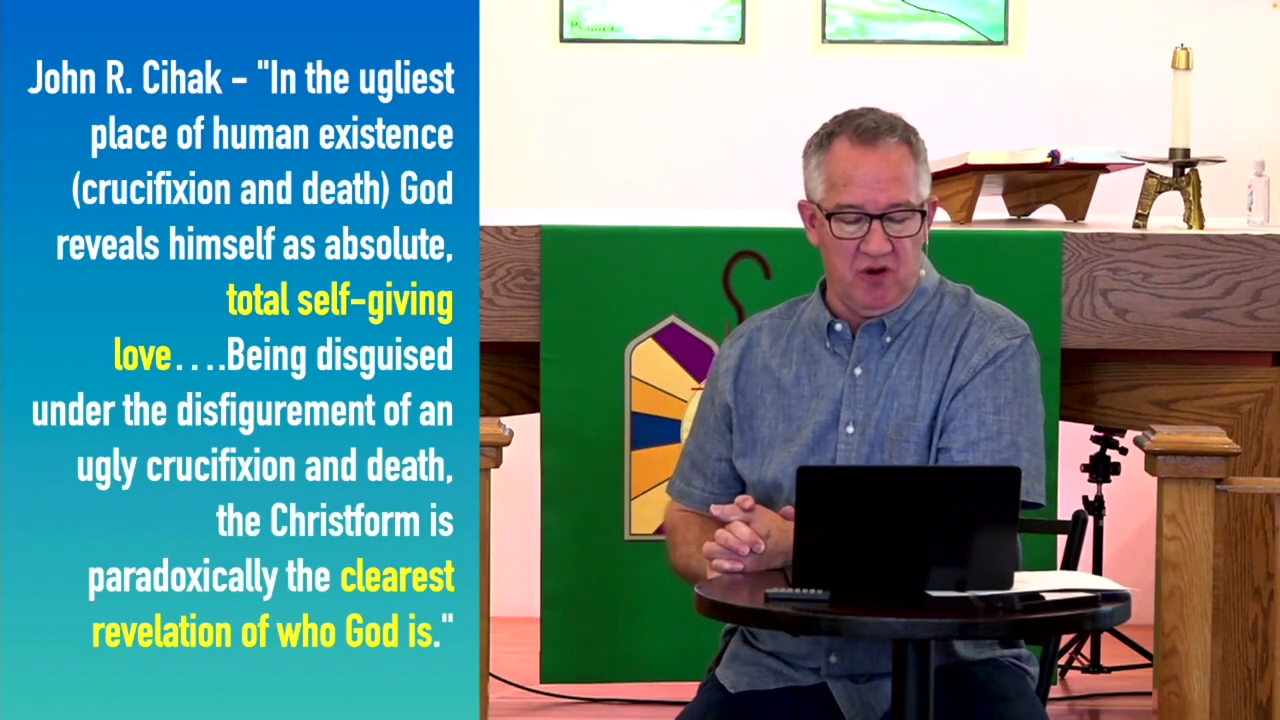 John R. Cihak - "In the ugliest
place of human existence
(crucifixion and death) God
reveals himself as absolute,
total self-giving
love....Being disguised
under the disfigurement of an
ugly crucifixion and death,
the Christform is
paradoxically the clearest
revelation of who God is."